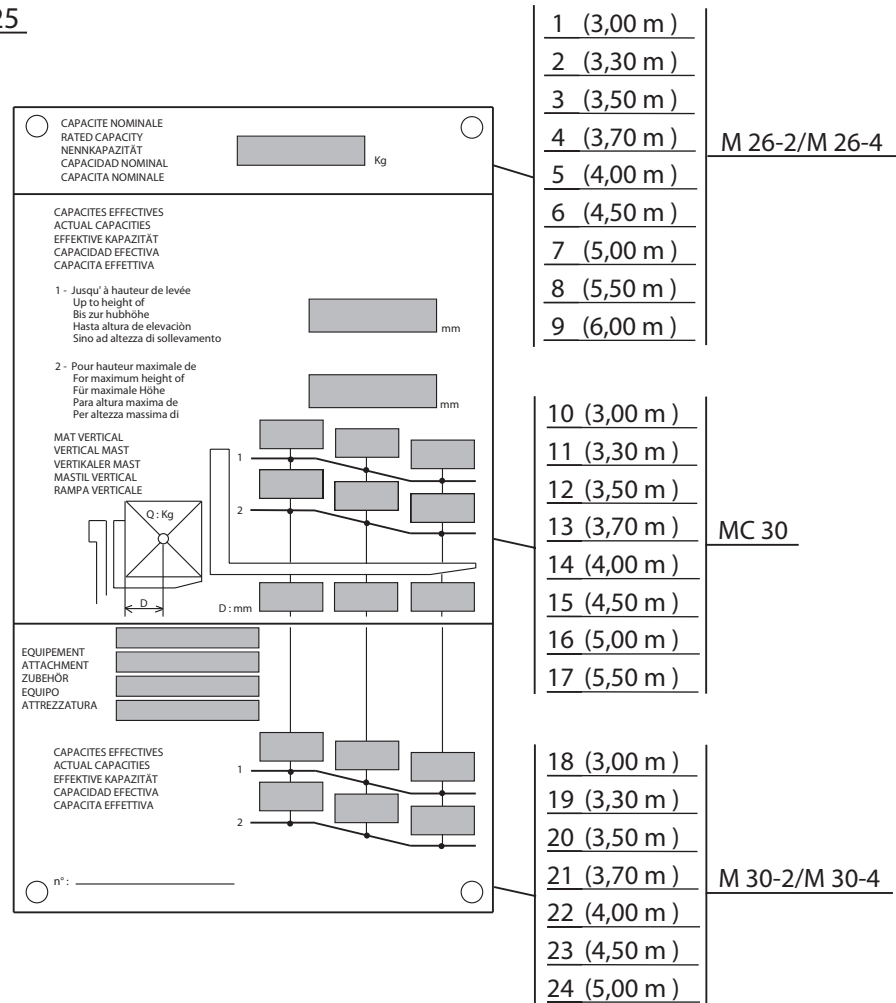 25
CAPACITE NOMINALE
RATED CAPACITY
NENNKAPAZITÄT
CAPACIDAD NOMINAL
CAPACITA NOMINALE
Kg
CAPACITES EFFECTIVES
ACTUAL CAPACITIES
EFFEKTIVE KAPAZITÄT
CAPACIDAD EFECTIVA
CAPACITA EFFETTIVA
1 - Jusqu' à hauteur de levée
Up to height of
Bis zur hubhöhe
Hasta altura de elevaciòn
Sino ad altezza di sollevamento
mm
2 - Pour hauteur maximale de
For maximum height of
Für maximale Höhe
Para altura maxima de
Per altezza massima di
mm
MAT VERTICAL
VERTICAL MAST
VERTIKALER MAST
MASTIL VERTICAL
RAMPA VERTICALE
1
2
Q : Kg
D
D : mm
EQUIPEMENT
ATTACHMENT
ZUBEHÖR
EQUIPO
ATTREZZATURA
CAPACITES EFFECTIVES
ACTUAL CAPACITIES
EFFEKTIVE KAPAZITÄT
CAPACIDAD EFECTIVA
CAPACITA EFFETTIVA
1
2
n° :
1 (3,00 m )
2 (3,30 m )
3 (3,50 m )
4 (3,70 m )
5 (4,00 m )
6 (4,50 m )
7 (5,00 m )
8 (5,50 m )
9 (6,00 m )
M 26-2/M 26-4
10 (3,00 m )
11 (3,30 m )
12 (3,50 m )
13 (3,70 m )
14 (4,00 m )
15 (4,50 m )
16 (5,00 m )
17 (5,50 m )
MC 30
18 (3,00 m )
19 (3,30 m )
20 (3,50 m )
21 (3,70 m )
22 (4,00 m )
23 (4,50 m )
24 (5,00 m )
M 30-2/M 30-4